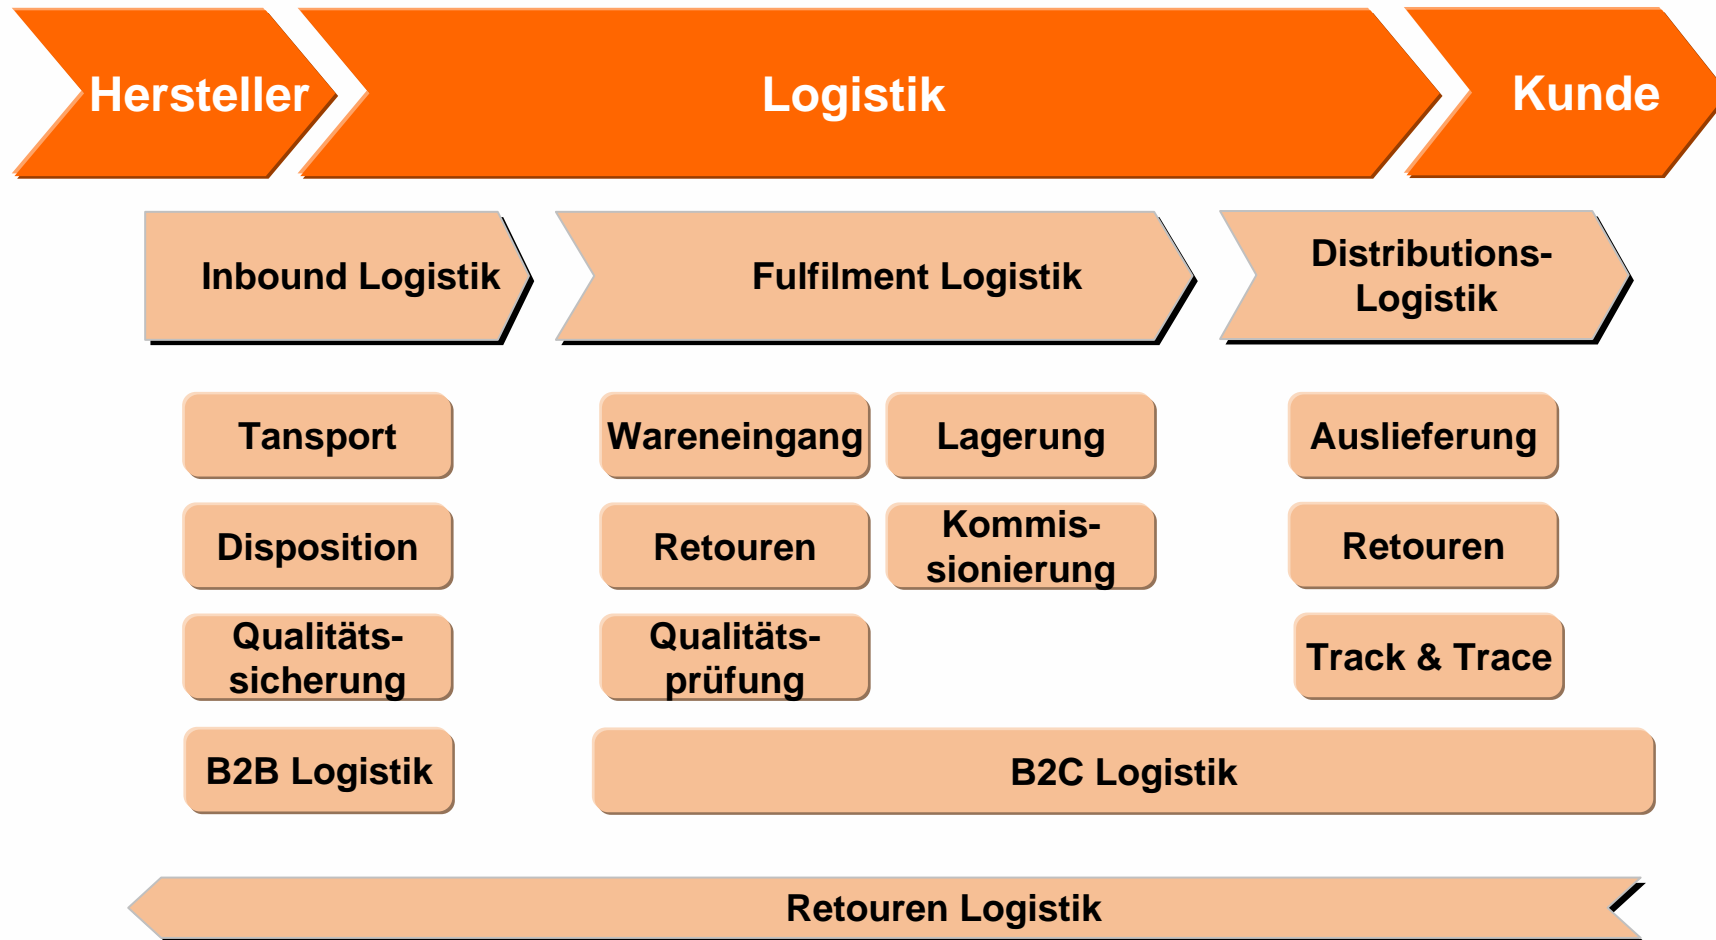 Hersteller
Logistik
Kunde
Inbound Logistik
Fulfilment Logistik
Distributions-
Logistik
Tansport
Wareneingang
Lagerung
Auslieferung
Disposition
Retouren
Kommis-
sionierung
Retouren
Qualitäts-
sicherung
Qualitäts-
prüfung
Track & Trace
B2B Logistik
B2C Logistik
Retouren Logistik